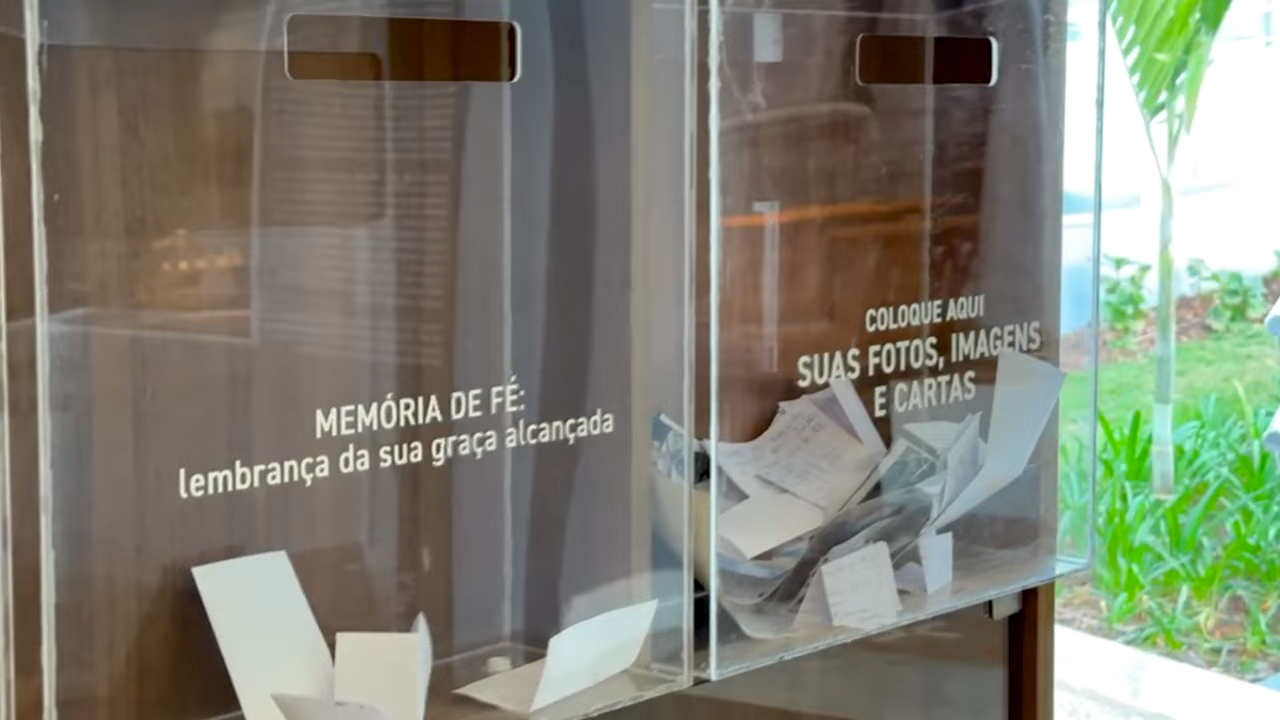 MEMÓRIA DE FÉ:
lembrança da sua graça alcançada
COLOQUE AQUI
SUAS FOTOS, IMAGENS
E CARTAS